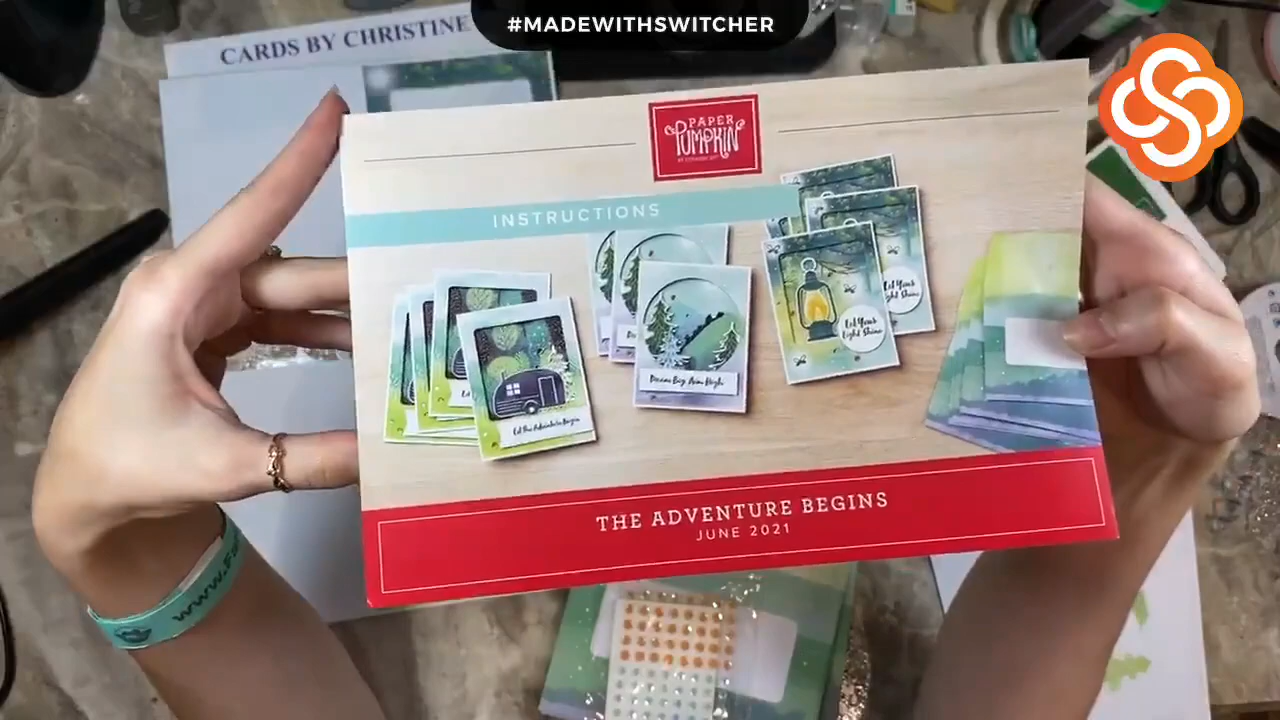 #MADEWITHSWITCHER
CARDS BY CHRISTINE
PAPER
PUMPKIN
INSTRUCTIONS
Let Your
Light Shine
Let Your
Light Shine
Dream Big Aim High
Let The Adventure Begin
THE ADVENTURE BEGINS
JUNE 2021
www.